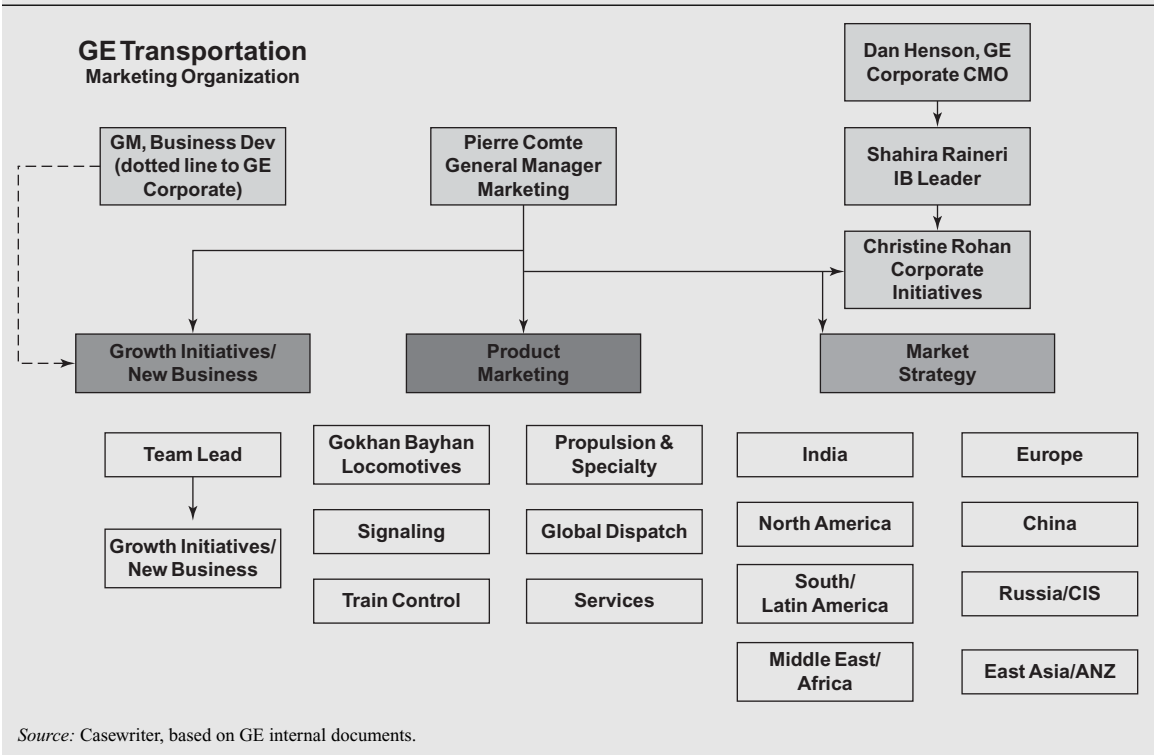 GE Transportation
Marketing Organization
Dan Henson, GE
Corporate CMO
GM, Business Dev
(dotted line to GE
Corporate)
Pierre Comte
General Manager
Marketing
Shahira Raineri
IB Leader
Christine Rohan
Corporate
Initiatives
Growth Initiatives/
New Business
Product
Marketing
Market
Strategy
Team Lead
Growth Initiatives/
New Business
Gokhan Bayhan
Locomotives
Propulsion &
Specialty
Signaling
Global Dispatch
Train Control
Services
India
Europe
North America
China
South/
Latin America
Russia/CIS
Middle East/
Africa
East Asia/ANZ
Source: Casewriter, based on GE internal documents.